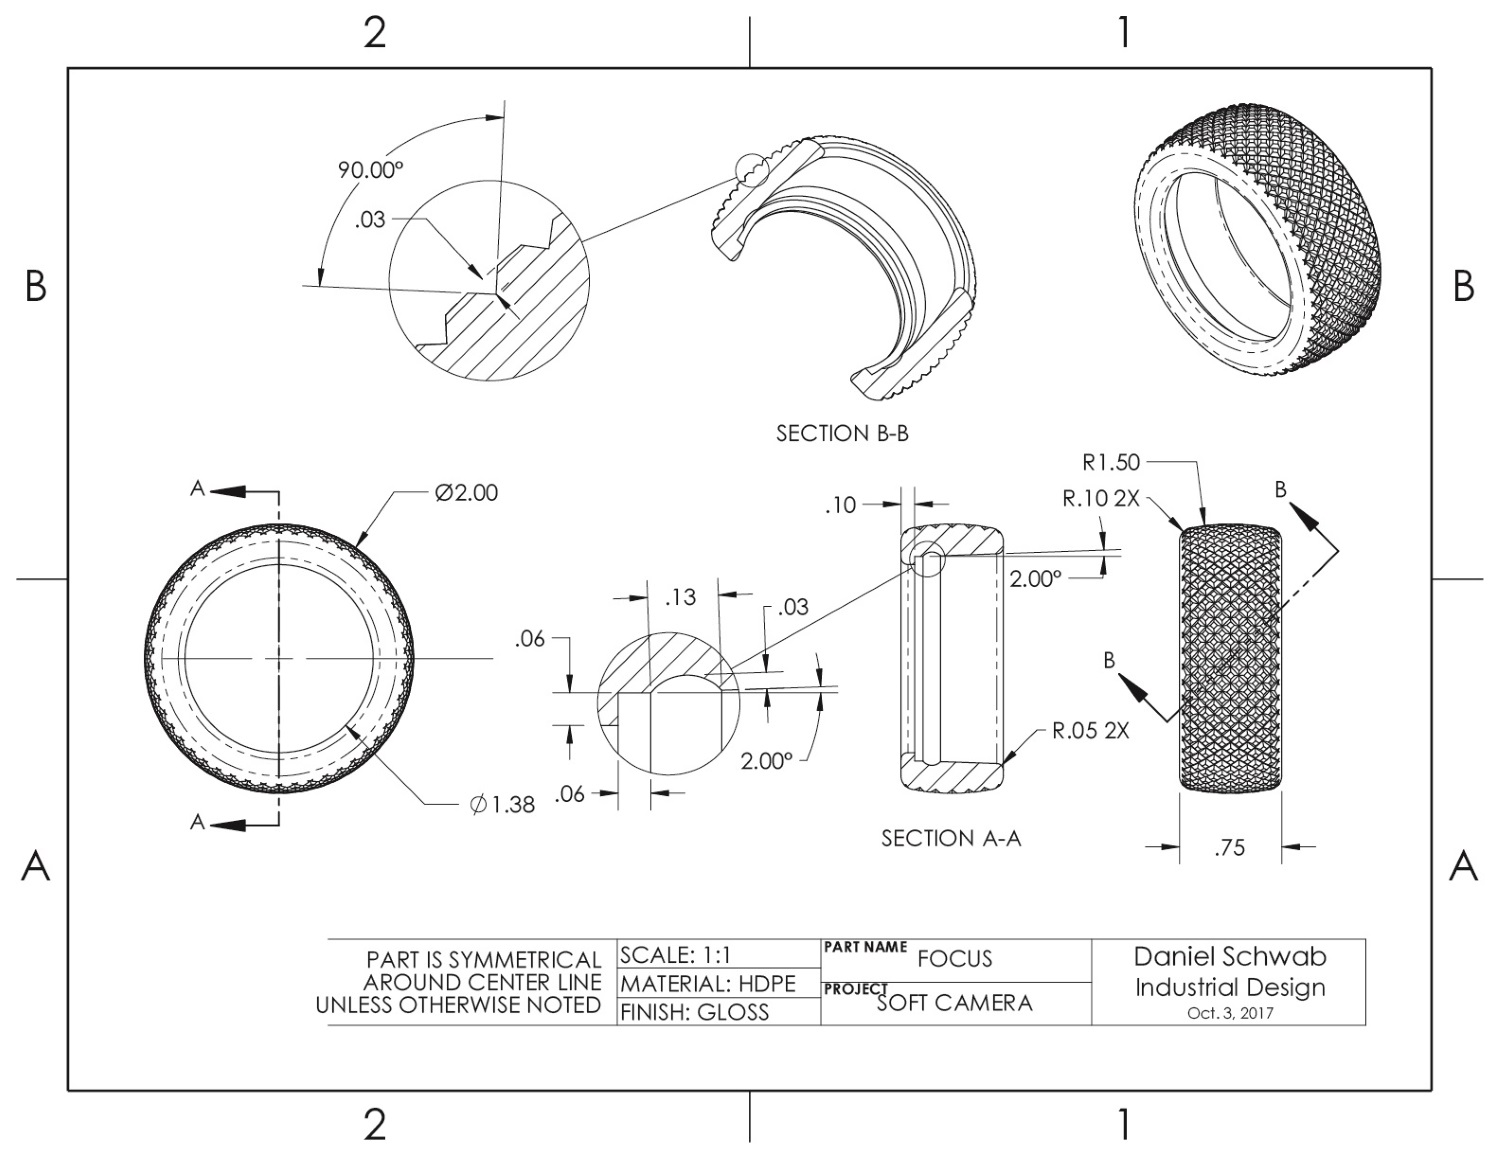 2
1
B
B
90.00°
.03
SECTION B-B
A
Ø2.00
A
Ø1.38
.13
.03
.06
.06
2.00°
.10
2.00°
R.05 2X
SECTION A-A
R1.50
R.10 2X
B
B
.75
A
A
PART IS SYMMETRICAL
AROUND CENTER LINE
UNLESS OTHERWISE NOTED
SCALE: 1:1
MATERIAL: HDPE
FINISH: GLOSS
PART NAME FOCUS
PROJECT SOFT CAMERA
Daniel Schwab
Industrial Design
Oct. 3, 2017
2
1